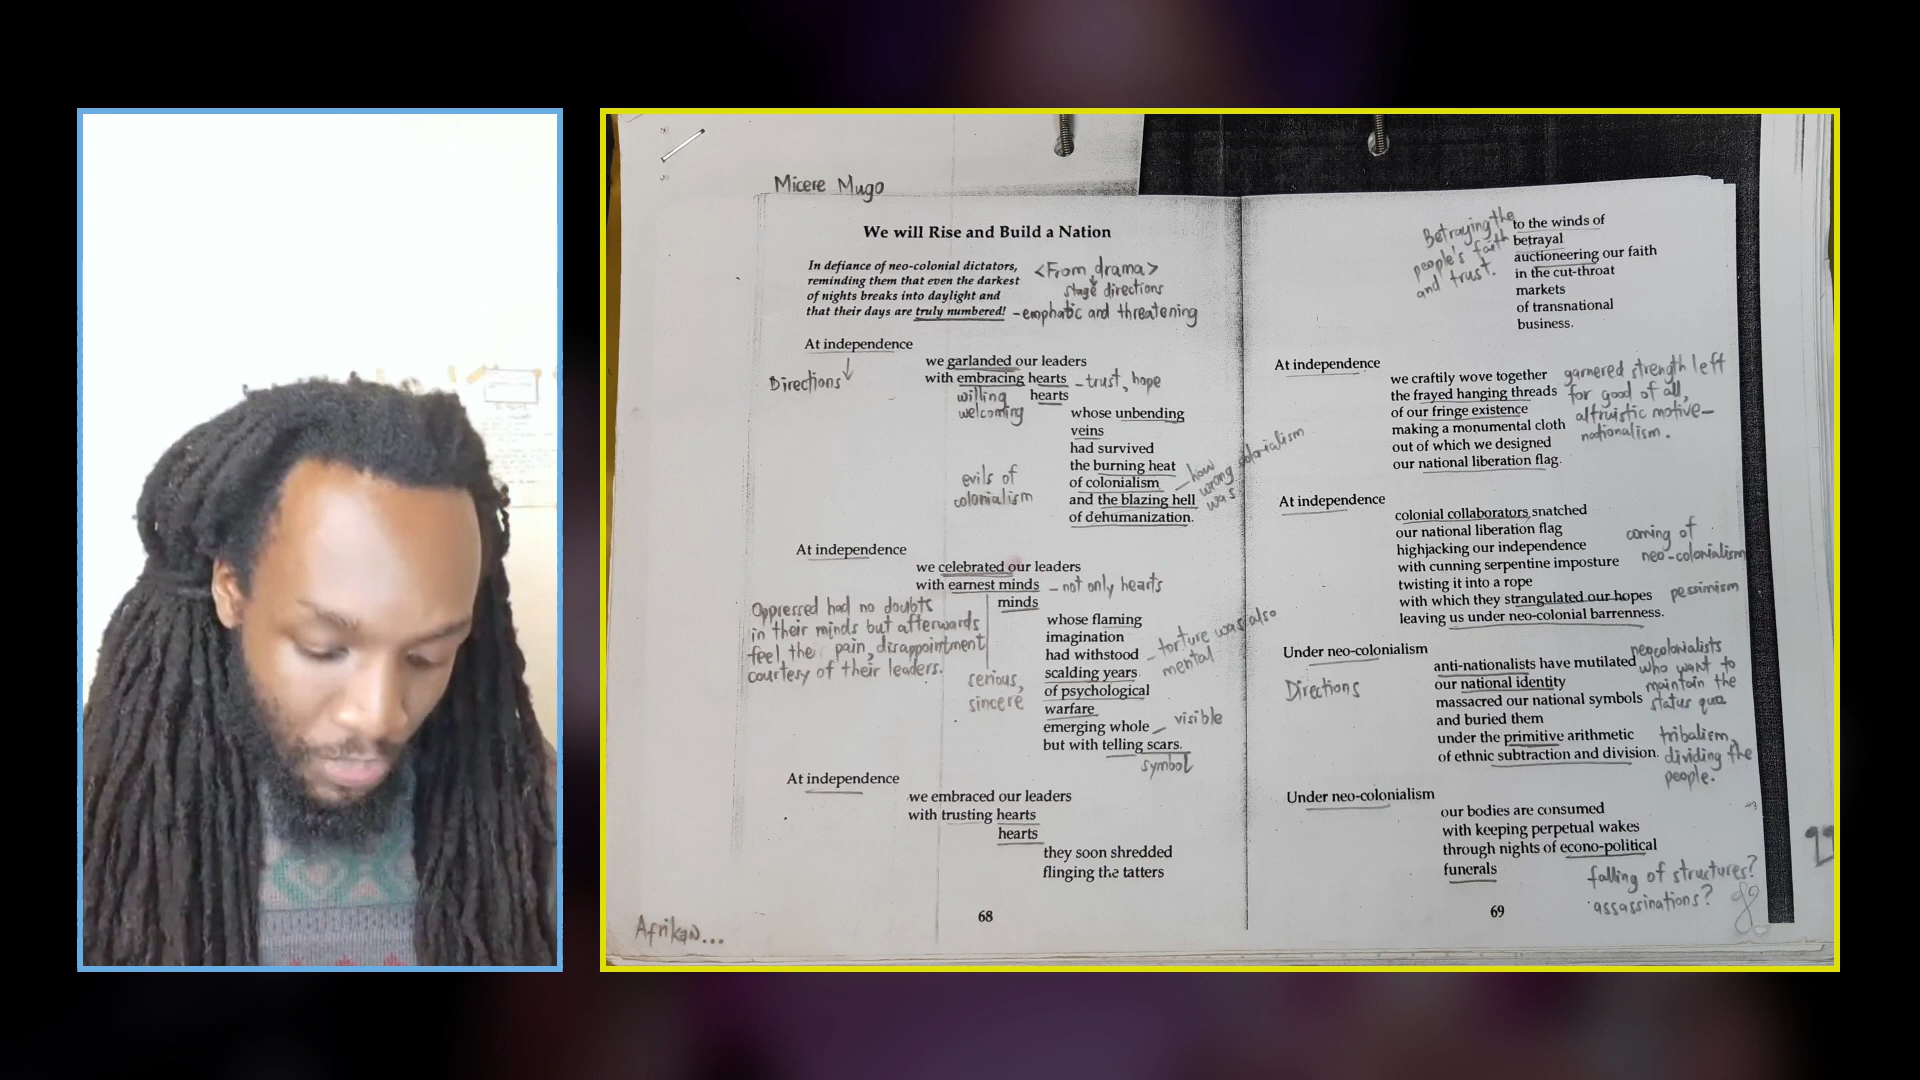 Micere Mugo
We will Rise and Build a Nation
In defiance of neo-colonial dictators,
reminding them that even the darkest
of nights breaks into daylight and
that their days are truly numbered!
<From drama>
stage directions
- emphatic and threatening
At independence
Directions
we garlanded our leaders
with embracing hearts - trust, hope
willing
welcoming
hearts
whose unbending
veins
had survived
the burning heat
of colonialism
and the blazing hell
of dehumanization.
evils of
colonialism
- how
wrong colonialism
was
At independence
we celebrated our leaders
with earnest minds - not only hearts
minds
Oppressed had no doubts
in their minds but afterwards
feel the pain, disappointment
courtesy of their leaders.
serious,
sincere
whose flaming
imagination
had withstood
scalding years
of psychological
warfare
emerging whole - visible
but with telling scars.
symbol
- torture was also
mental
At independence
we embraced our leaders
with trusting hearts
hearts
they soon shredded
flinging the tatters
68
Afrikan...
Betraying the
people's faith
and trust.
to the winds of
betrayal
auctioneering our faith
in the cut-throat
markets
of transnational
business.
At independence
we craftily wove together
the frayed hanging threads
of our fringe existence
making a monumental cloth
out of which we designed
our national liberation flag.
garnered strength left
for good of all,
altruistic motive-
nationalism.
At independence
colonial collaborators snatched
our national liberation flag
highjacking our independence
with cunning serpentine imposture
twisting it into a rope
with which they strangulated our hopes
leaving us under neo-colonial barrenness.
coming of
neo-colonialism
pessimism
Under neo-colonialism
Directions
anti-nationalists have mutilated
our national identity
massacred our national symbols
and buried them
under the primitive arithmetic
of ethnic subtraction and division.
neocolonialists
who want to
maintain the
status quo
tribalism,
dividing the
people.
Under neo-colonialism
our bodies are consumed
with keeping perpetual wakes
through nights of econo-political
funerals
falling of structures?
assassinations?
69